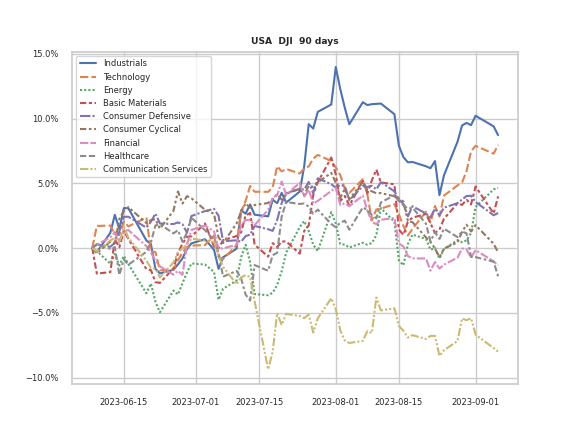 USA  DJI  90 days
15.0%
10.0%
5.0%
0.0%
−5.0%
−10.0%
Industrials
Technology
Energy
Basic Materials
Consumer Defensive
Consumer Cyclical
Financial
Healthcare
Communication Services
2023-06-15
2023-07-01
2023-07-15
2023-08-01
2023-08-15
2023-09-01